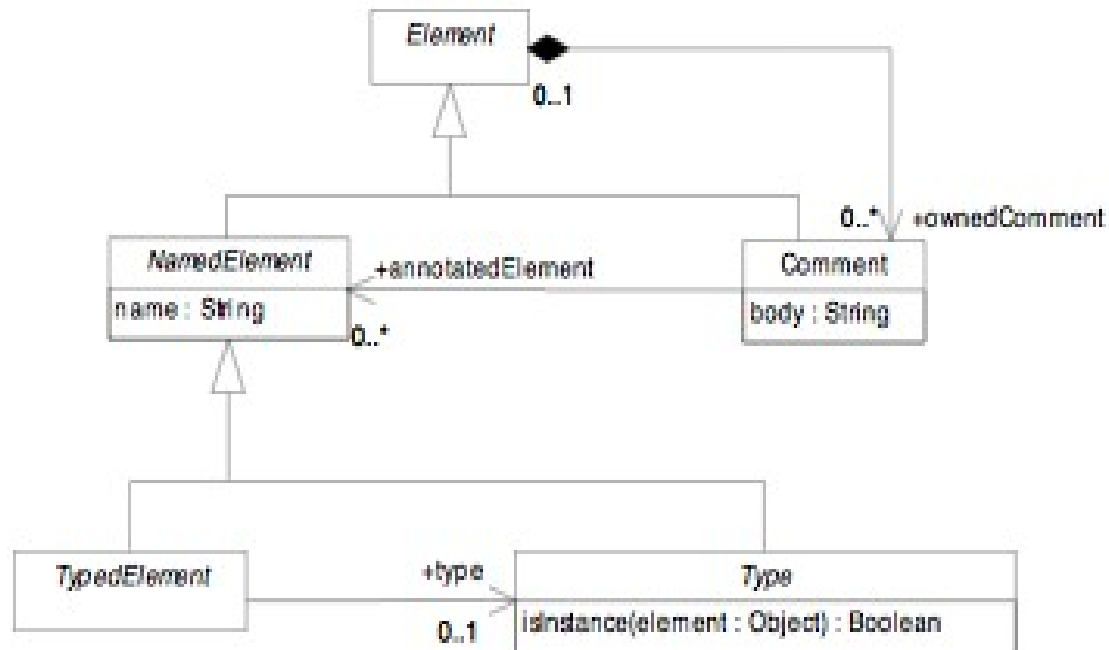 Element
0..1
0..*
+ownedComment
NamedElement
+annotatedElement
Comment
name : String
body : String
0..*
TypedElement
+type
Type
0..1
isInstance(element : Object) : Boolean